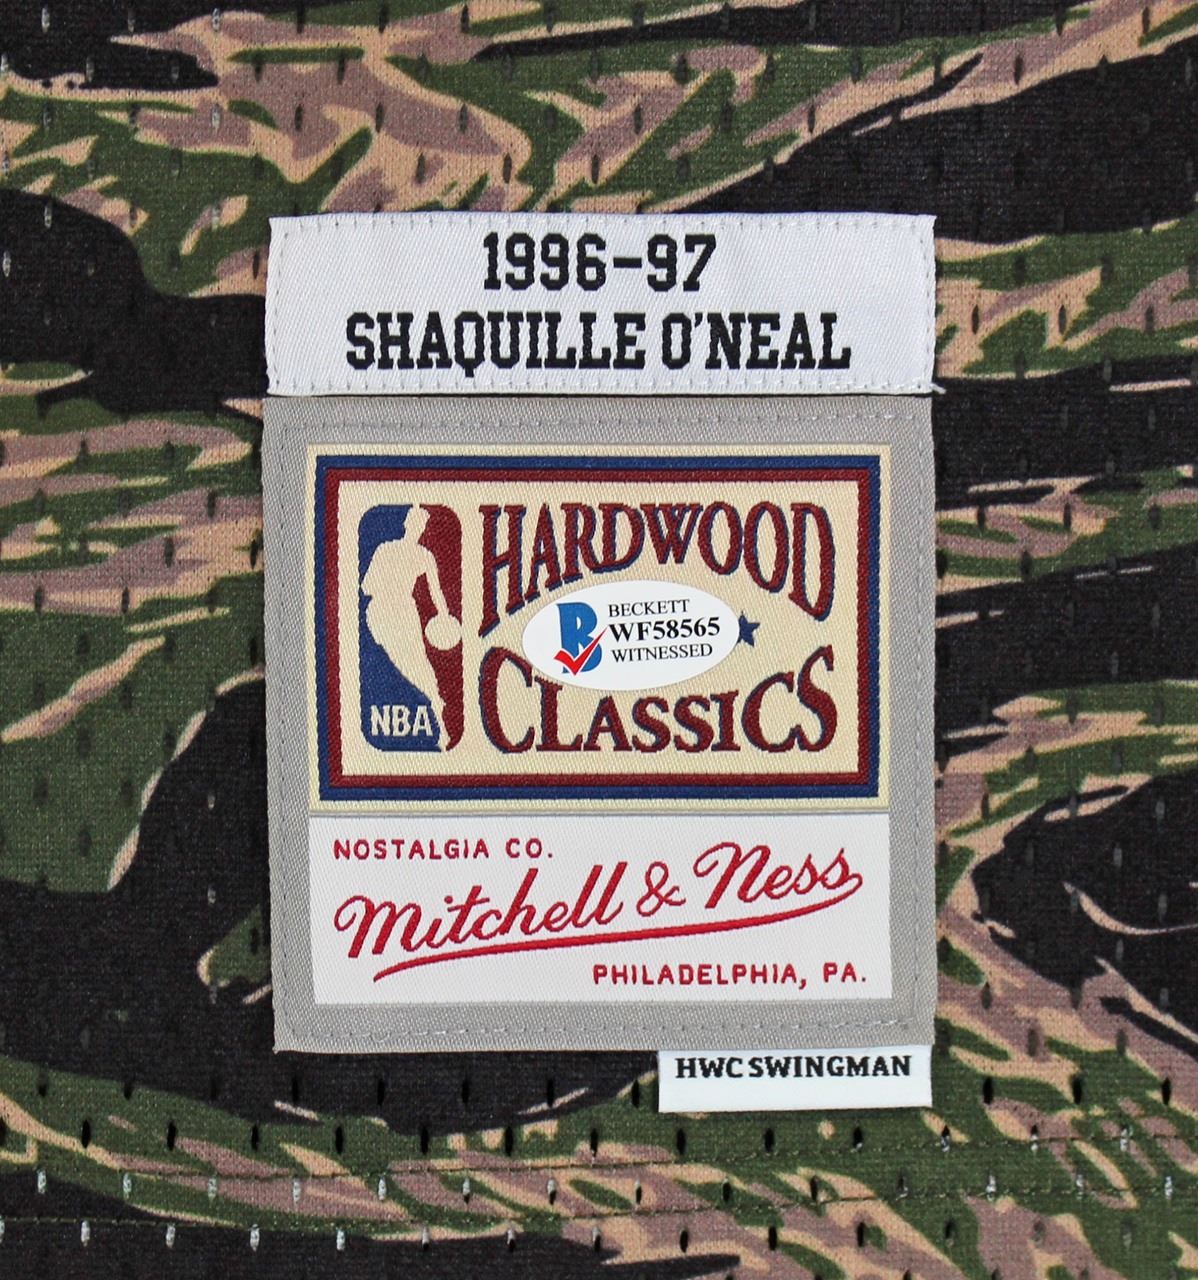 1996-97
SHAQUILLE O'NEAL
HARDWOOD
BECKETT
WF58565
WITNESSED
CLASSICS
NBA
NOSTALGIA CO.
Mitchell & Ness
PHILADELPHIA, PA.
HWC SWINGMAN